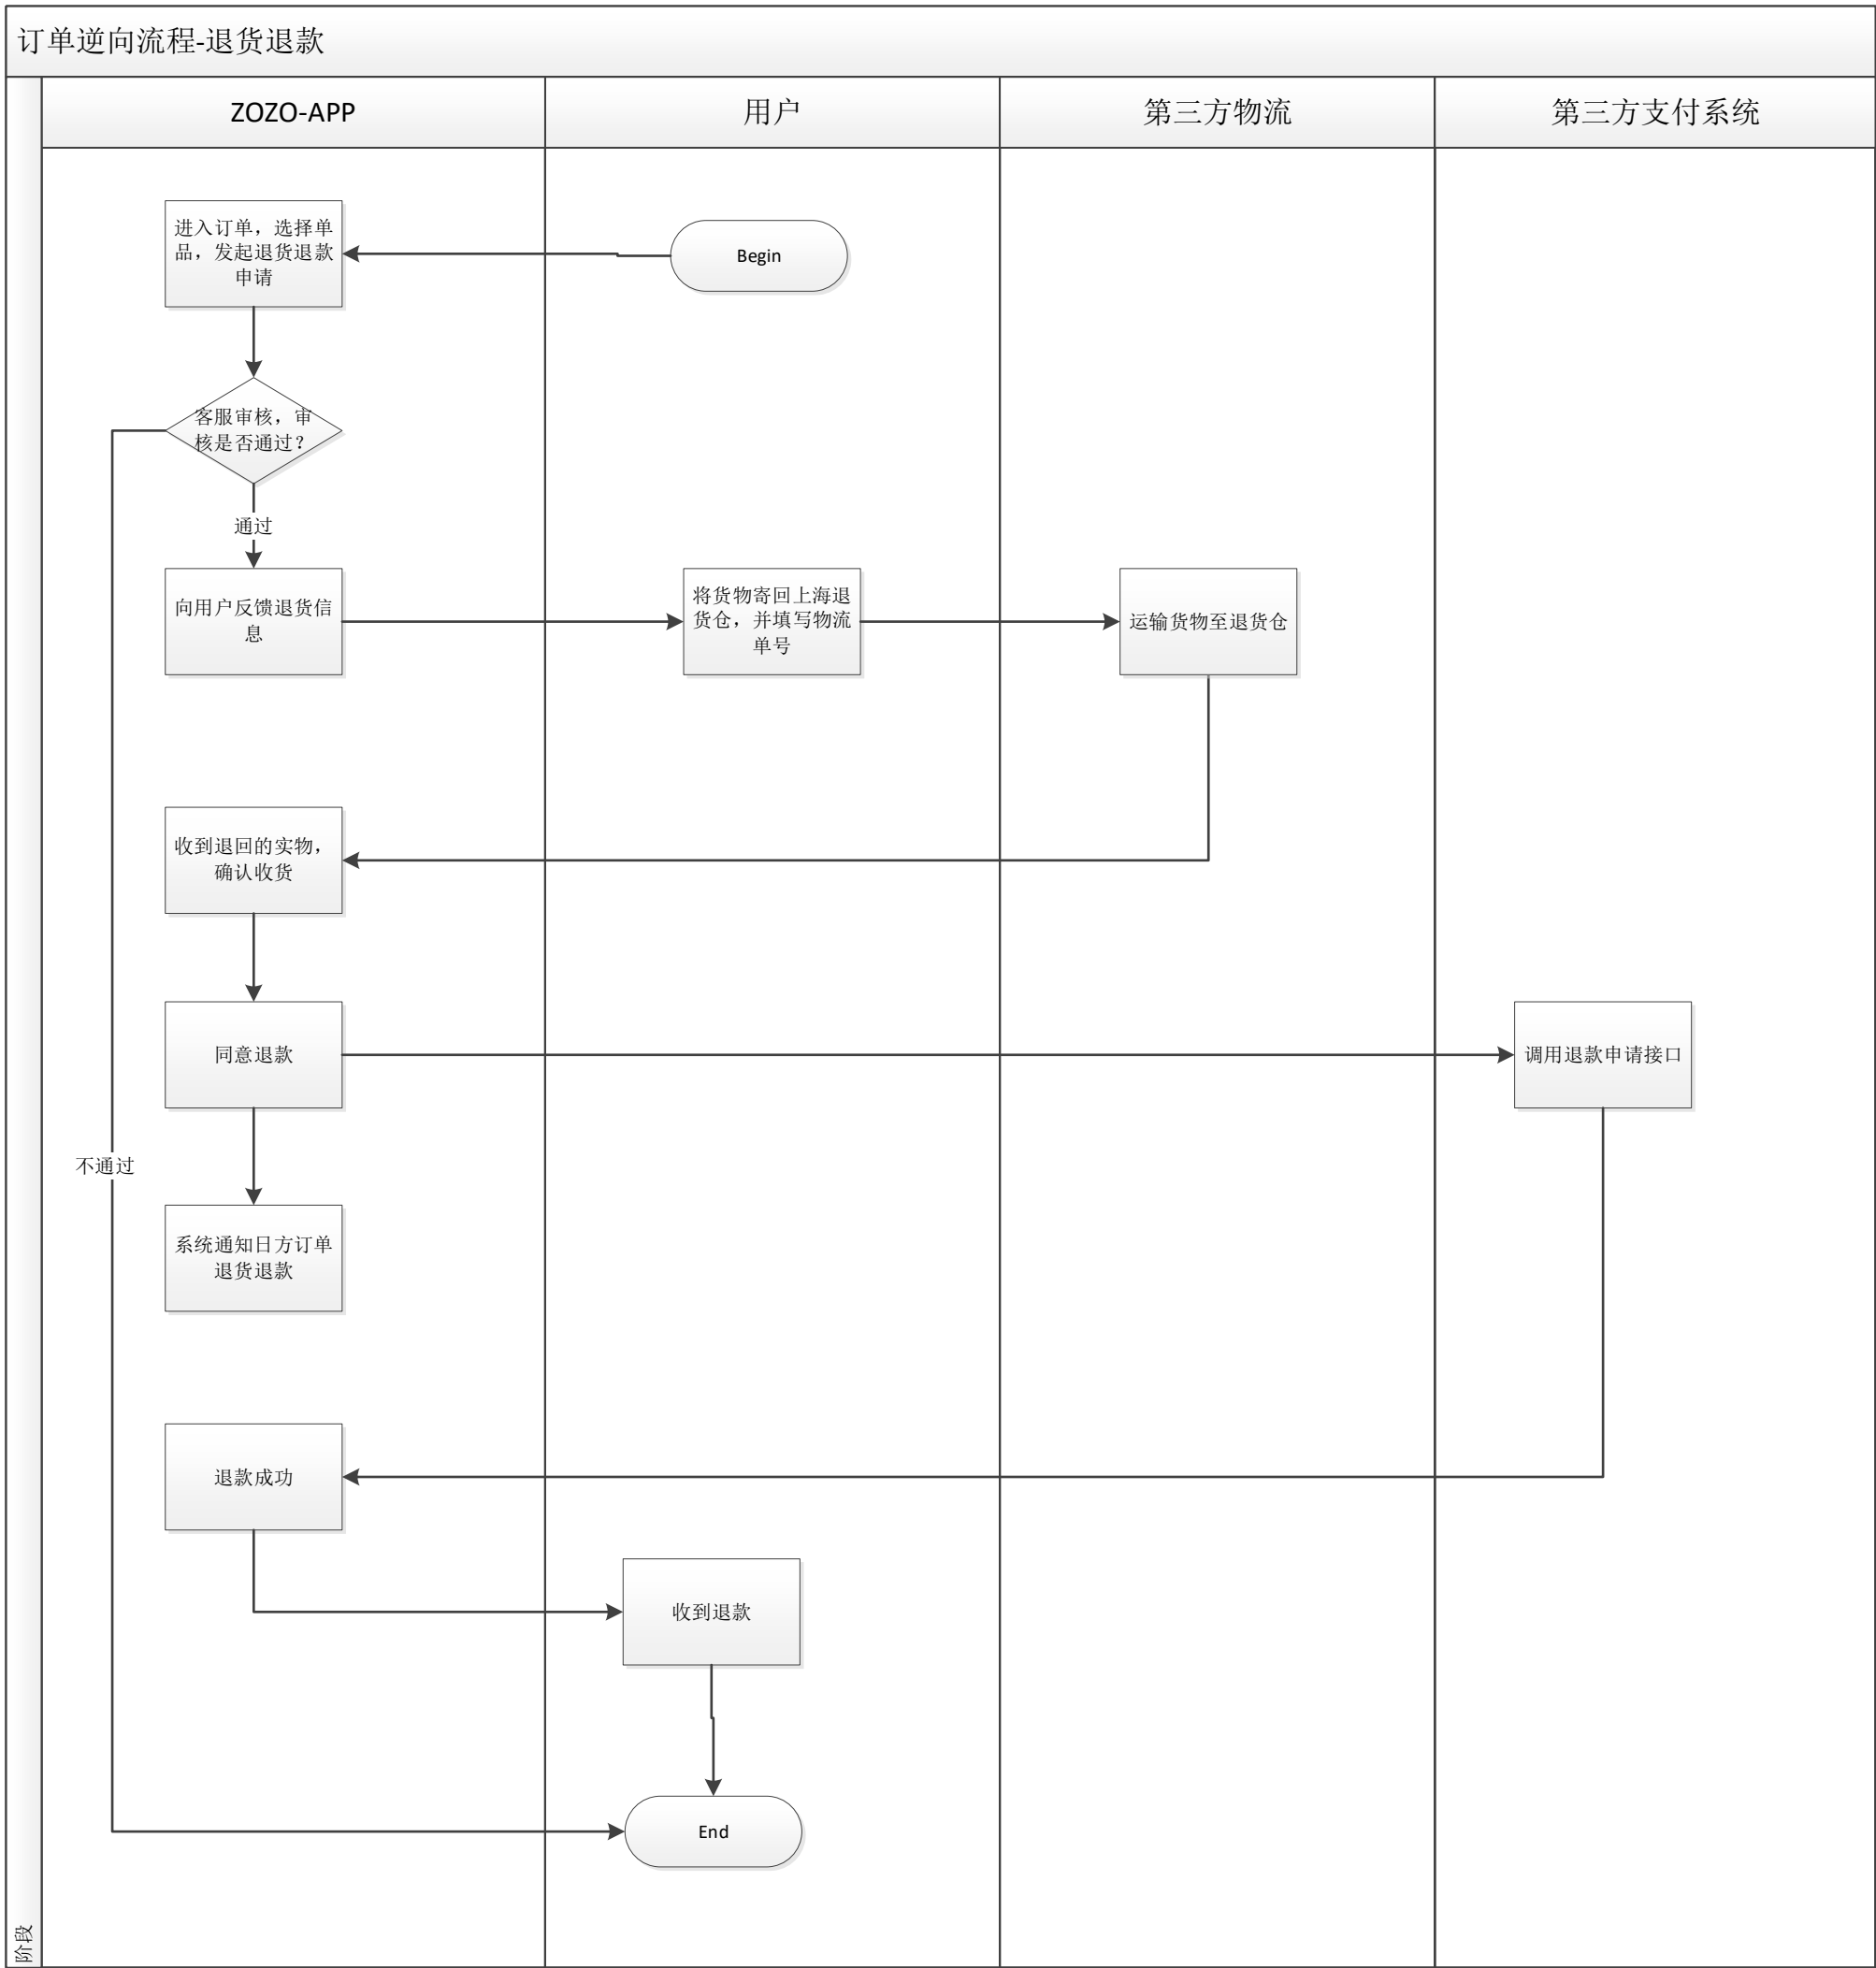 订单逆向流程-退货退款
ZOZO-APP
用户
第三方物流
第三方支付系统
进入订单，选择单
品，发起退货退款
申请
Begin
客服审核，审
核是否通过？
通过
向用户反馈退货信
息
将货物寄回上海退
货仓，并填写物流
单号
运输货物至退货仓
收到退回的实物，
确认收货
同意退款
调用退款申请接口
不通过
系统通知日方订单
退货退款
退款成功
收到退款
End
阶段